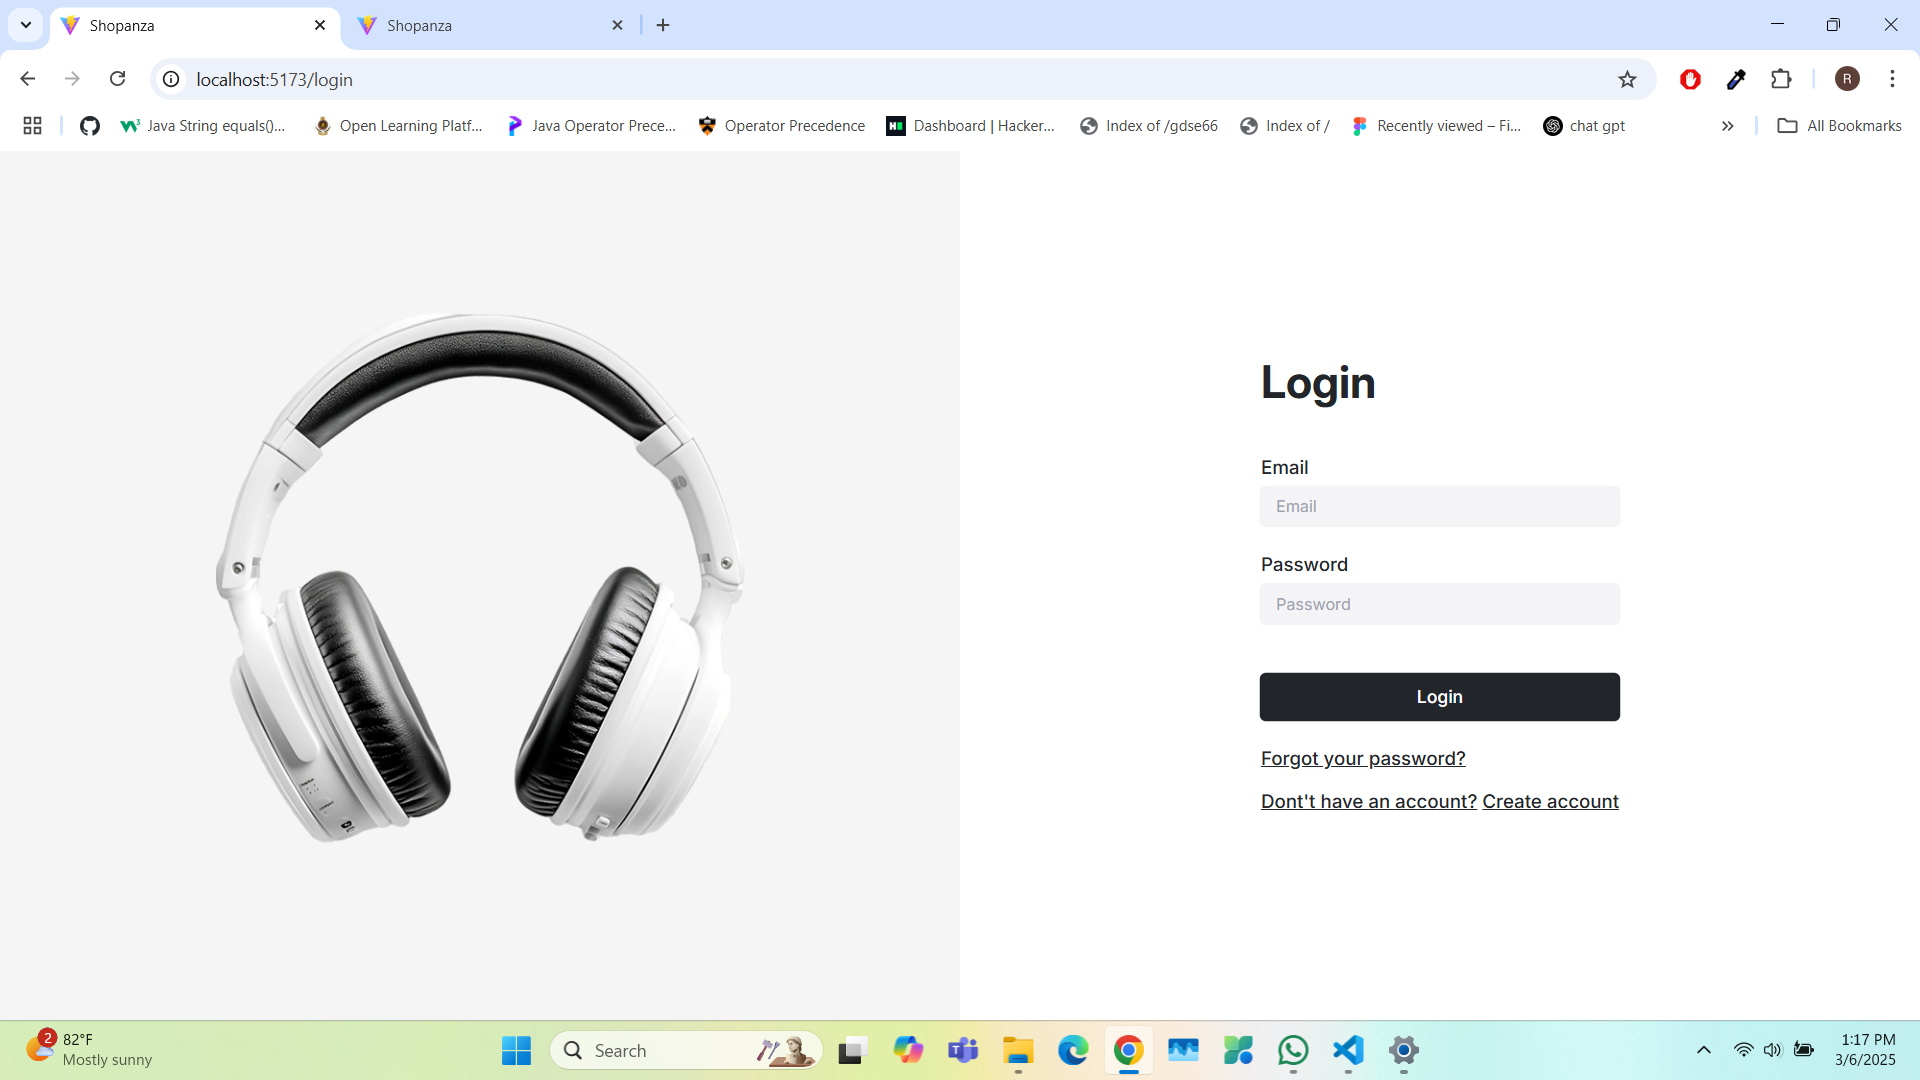 Shopanza
Shopanza
localhost:5173/login
R
Java String equals()...
Open Learning Platf...
Java Operator Prece...
Operator Precedence
Dashboard | Hacker...
Index of /gdse66
Index of /
Recently viewed – Fi...
chat gpt
All Bookmarks
Login
Email
Email
Password
Password
Login
Forgot your password?
Dont't have an account? Create account
2
82°F
Mostly sunny
Search
1:17 PM
3/6/2025